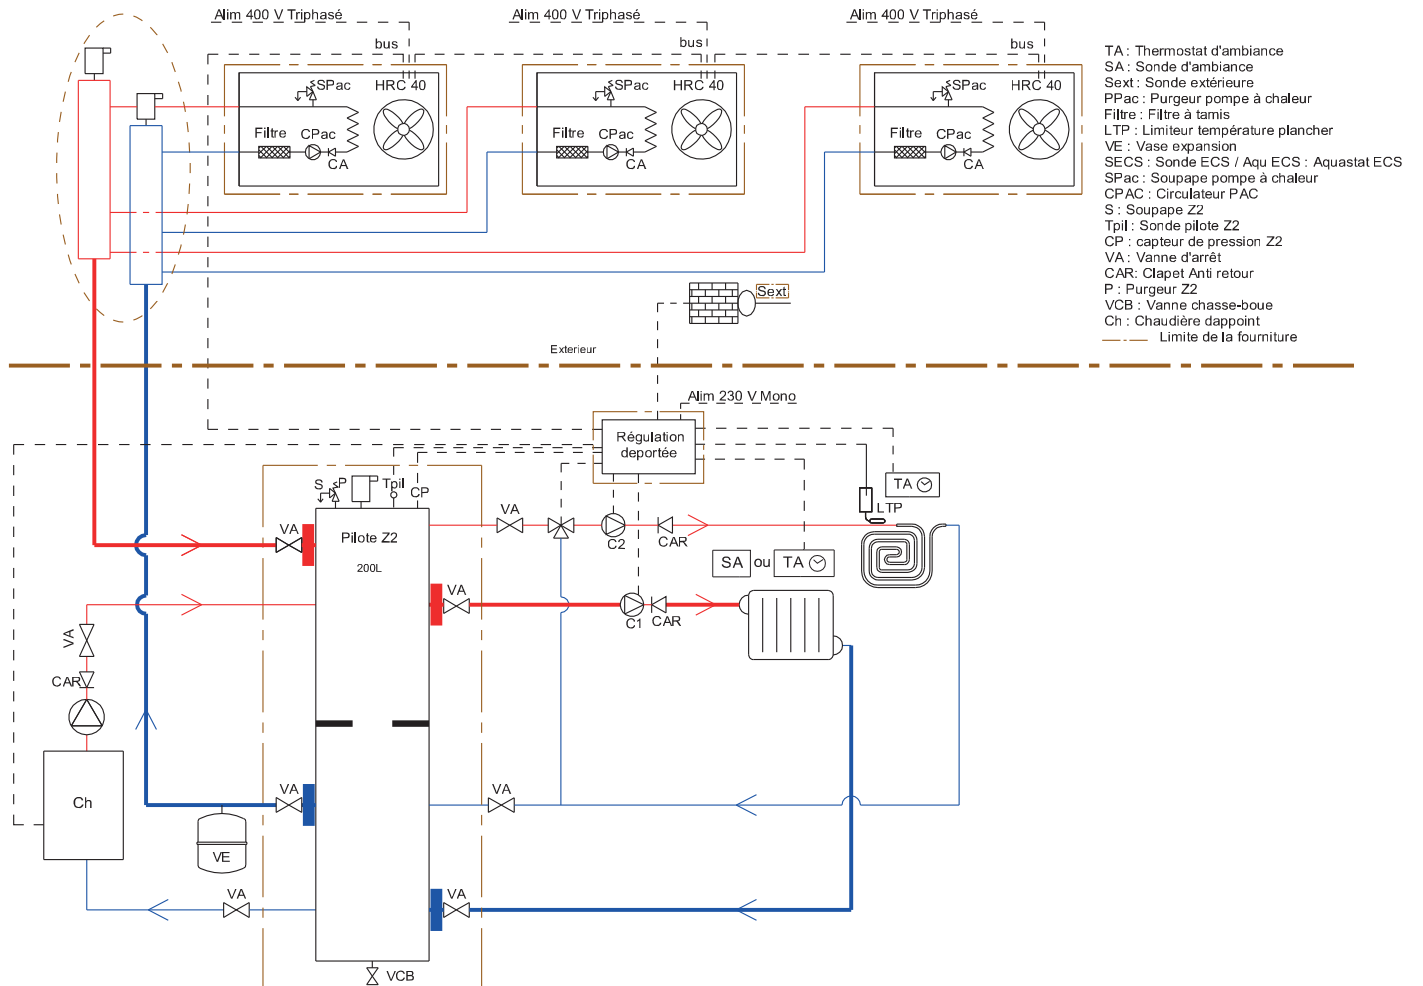 Alim 400 V Triphasé
Alim 400 V Triphasé
Alim 400 V Triphasé
bus
bus
bus
SPac
HRC 40
Filtre
CPac
CA
SPac
HRC 40
Filtre
CPac
CA
SPac
HRC 40
Filtre
CPac
CA
TA : Thermostat d'ambiance
SA : Sonde d'ambiance
Sext : Sonde extérieure
PPac : Purgeur pompe à chaleur
Filtre : Filtre à tamis
LTP : Limiteur température plancher
VE : Vase expansion
SECS : Sonde ECS / Aqu ECS : Aquastat ECS
SPac : Soupape pompe à chaleur
CPAC : Circulateur PAC
S : Soupape Z2
Tpil : Sonde pilote Z2
CP : capteur de pression Z2
VA : Vanne d'arrêt
CAR: Clapet Anti retour
P : Purgeur Z2
VCB : Vanne chasse-boue
Ch : Chaudière dappoint
Limite de la fourniture
Sext
Exterieur
Alim 230 V Mono
Régulation
deportée
S
P
Tpil
CP
VA
Pilote Z2
200L
VA
C2
CAR
TA
LTP
SA
ou
TA
VA
C1
CAR
VA
CAR
Ch
VA
VE
VA
VA
VA
VCB